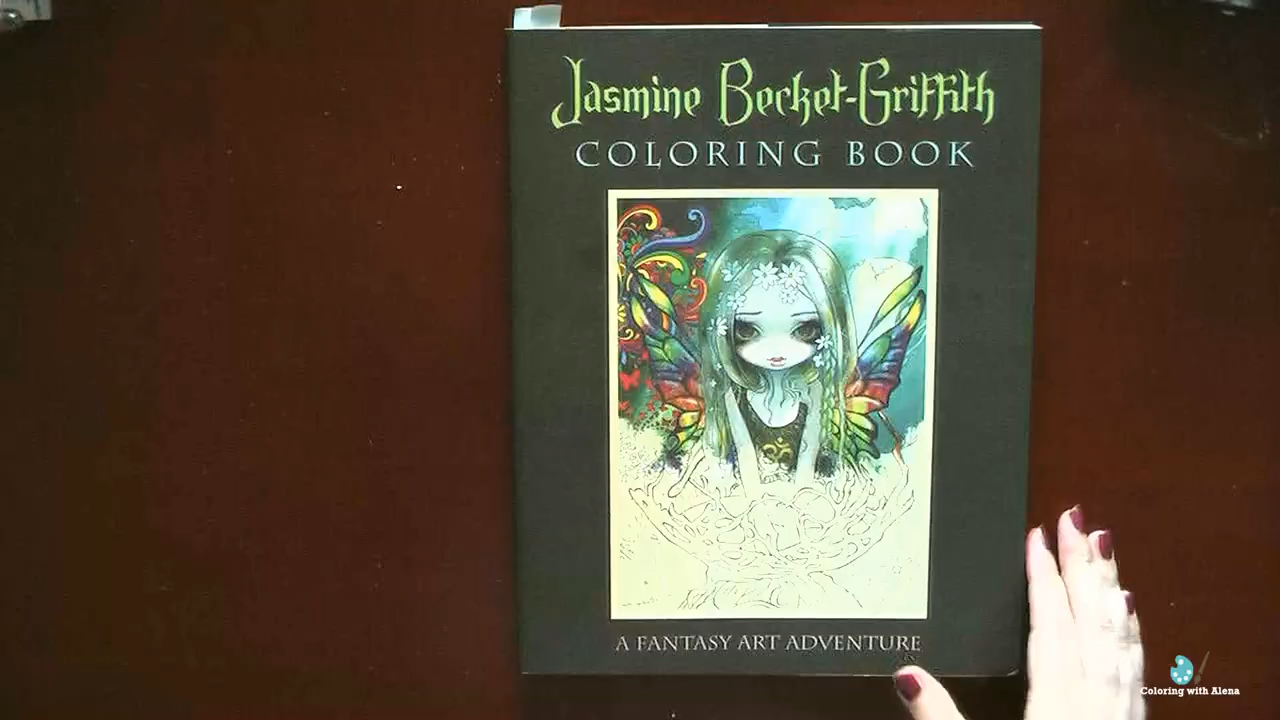 Jasmine Becket-Griffith
COLORING BOOK
A FANTASY ART ADVENTURE
Coloring with Alena